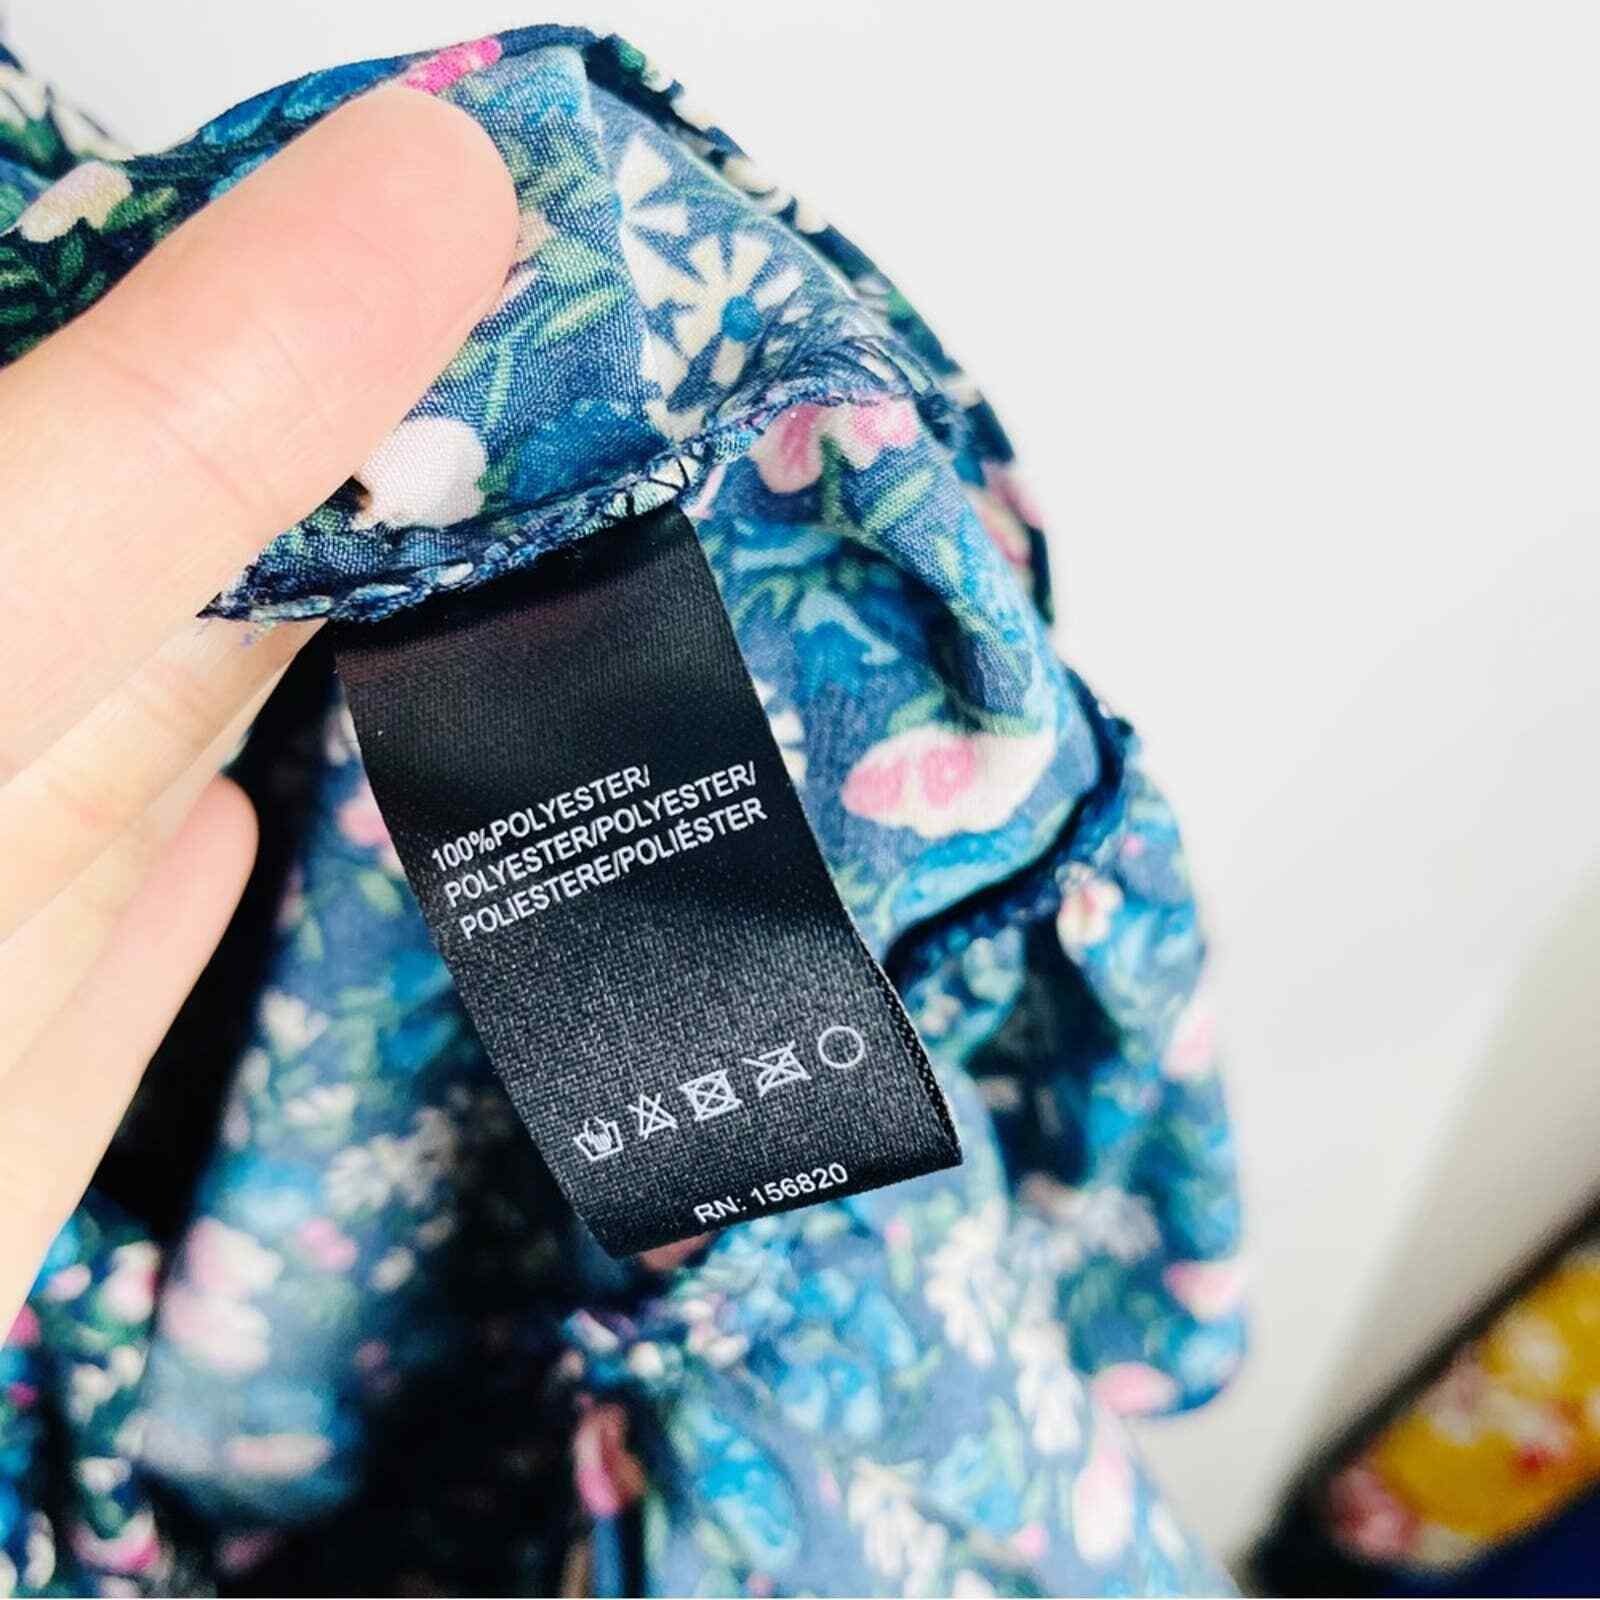 100%POLYESTER/
POLYESTER/POLYESTER/
POLIESTERE/POLIÉSTER
RN: 156820